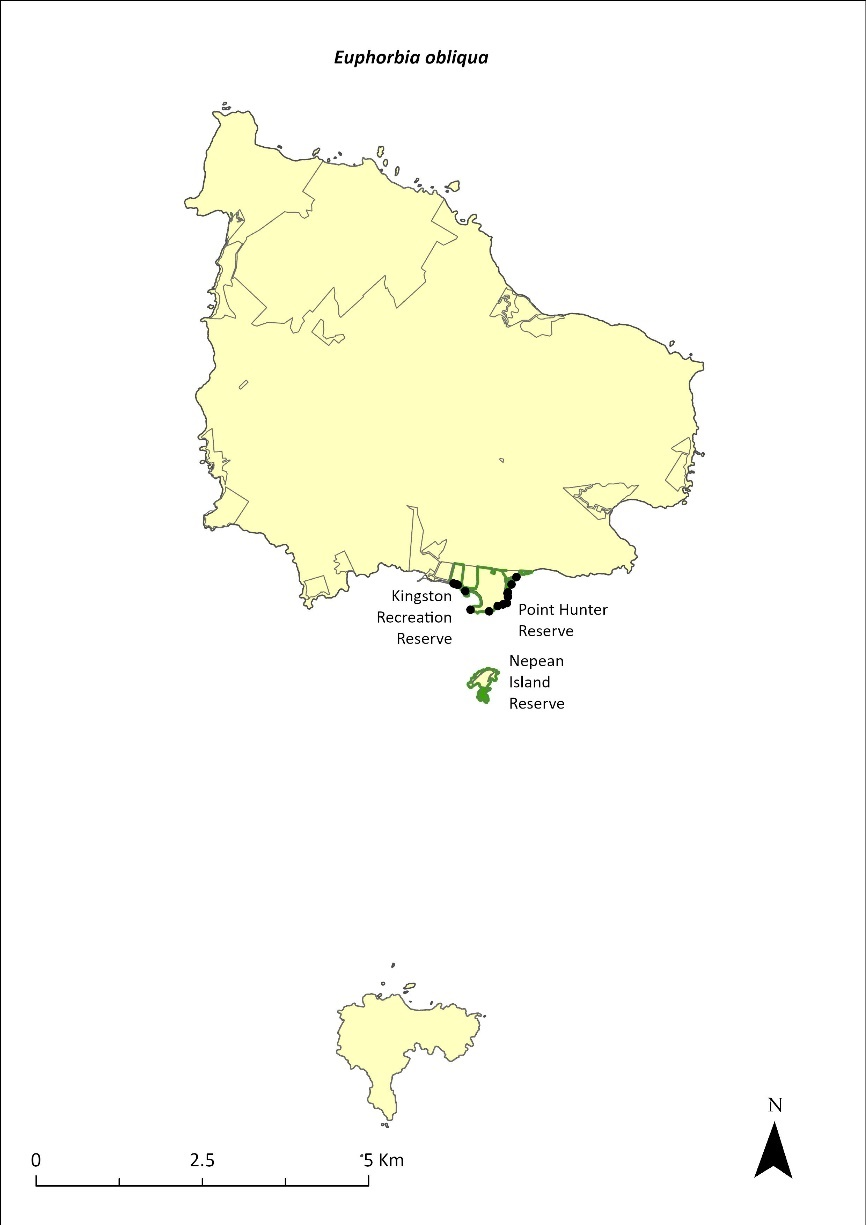 Euphorbia obliqua
Kingston
Recreation
Reserve
Point Hunter
Reserve
Nepean
Island
Reserve
N
0 2.5 5 Km